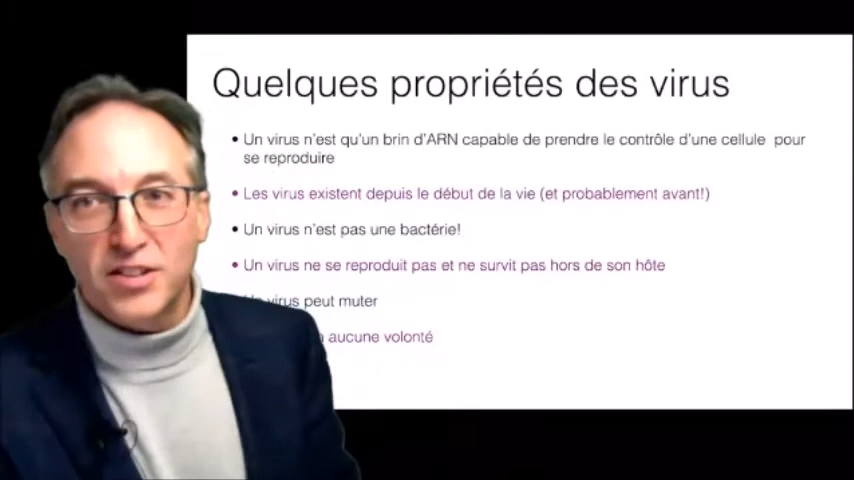 Quelques propriétés des virus
• Un virus n'est qu'un brin d'ARN capable de prendre le contrôle d'une cellule pour
se reproduire
• Les virus existent depuis le début de la vie (et probablement avant!)
• Un virus n'est pas une bactérie!
• Un virus ne se reproduit pas et ne survit pas hors de son hôte
virus peut muter
aucune volonté